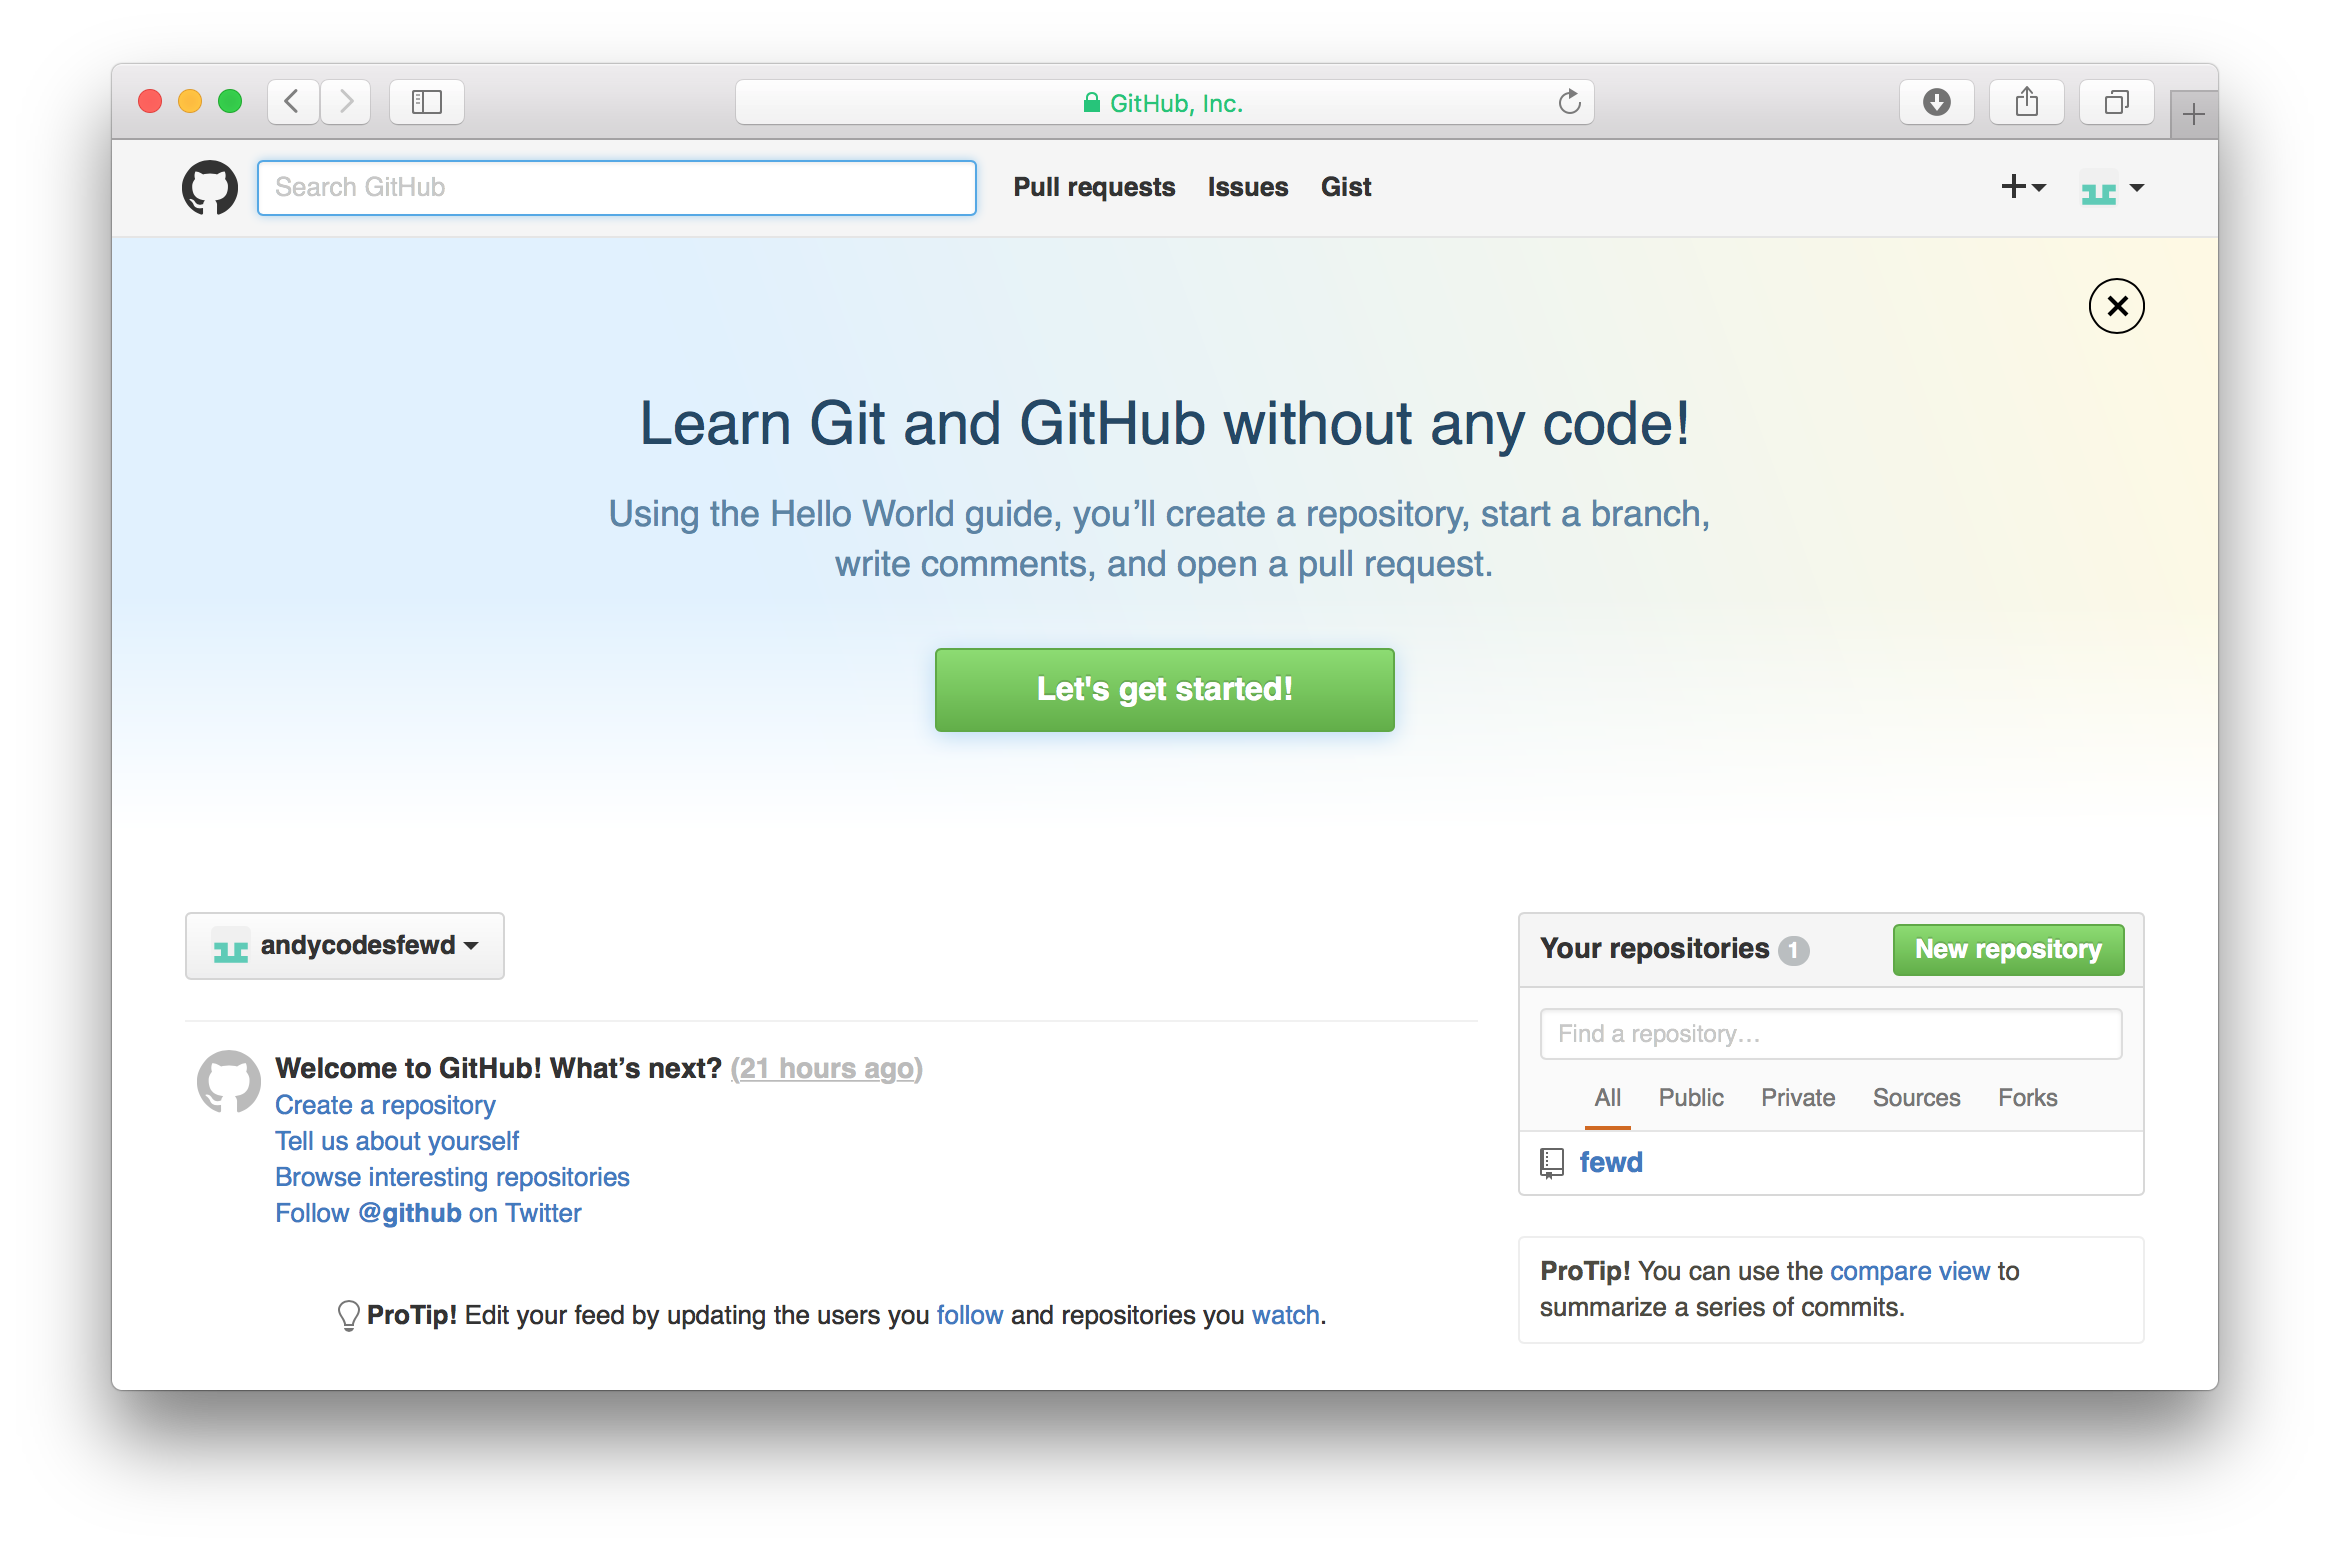 GitHub, Inc.
Search GitHub
Pull requests Issues Gist
Learn Git and GitHub without any code!
Using the Hello World guide, you’ll create a repository, start a branch,
write comments, and open a pull request.
Let's get started!
andycodesfewd
Welcome to GitHub! What’s next? (21 hours ago)
Create a repository
Tell us about yourself
Browse interesting repositories
Follow @github on Twitter
ProTip! Edit your feed by updating the users you follow and repositories you watch.
Your repositories 1
New repository
Find a repository…
All Public Private Sources Forks
fewd
ProTip! You can use the compare view to
summarize a series of commits.